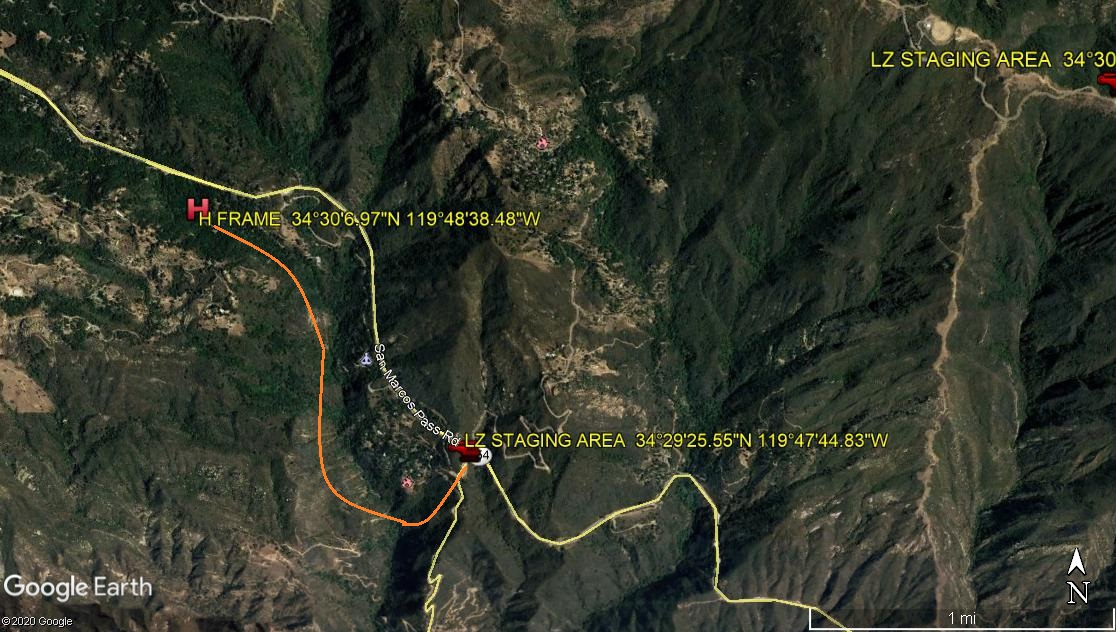 LZ STAGING AREA 34°30
H FRAME 34°30'6.97"N 119°48'38.48"W
San Marcos Pass Rd
LZ STAGING AREA 34°29'25.55"N 119°47'44.83"W
54
Google Earth
N
1 mi
©2020 Google